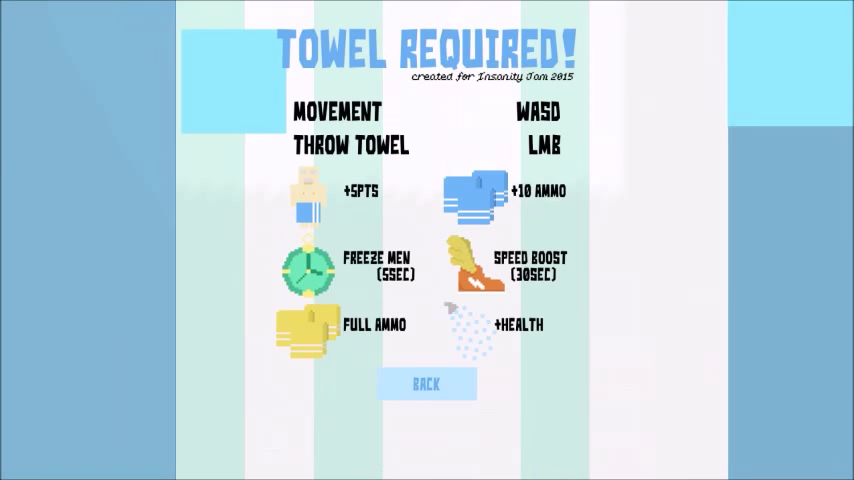 TOWEL REQUIRED!
created for Insanity Jam 2015
MOVEMENT WASD
THROW TOWEL LMB
+5PTS +10 AMMO
FREEZE MEN SPEED BOOST
(5SEC) (30SEC)
FULL AMMO +HEALTH
BACK